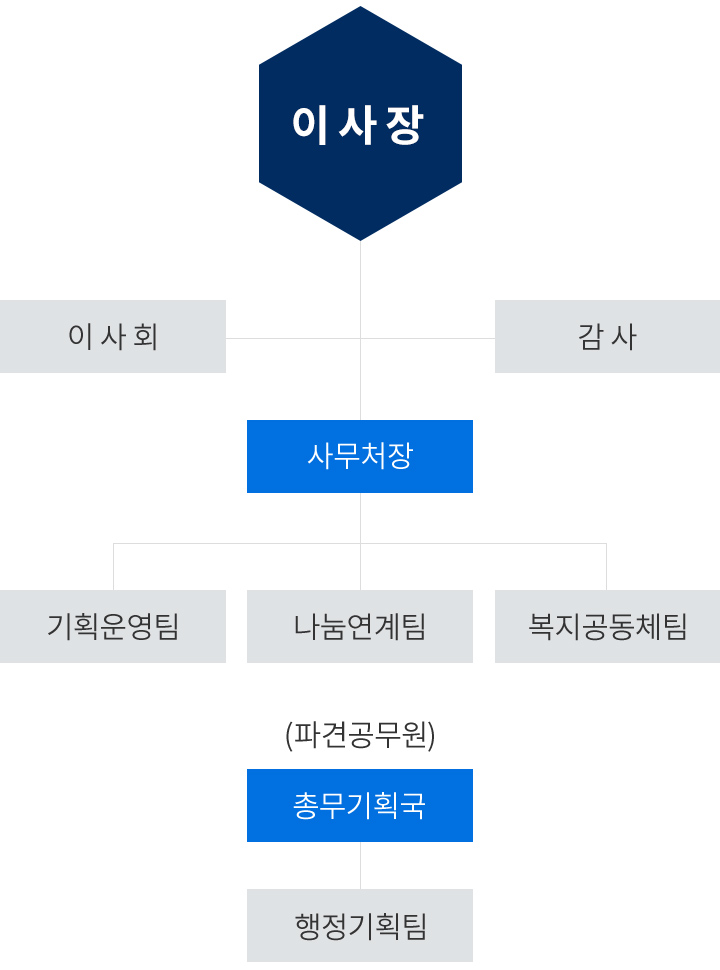 이사장
이사회
감사
사무처장
기획운영팀
나눔연계팀
복지공동체팀
(파견공무원)
총무기획국
행정기획팀